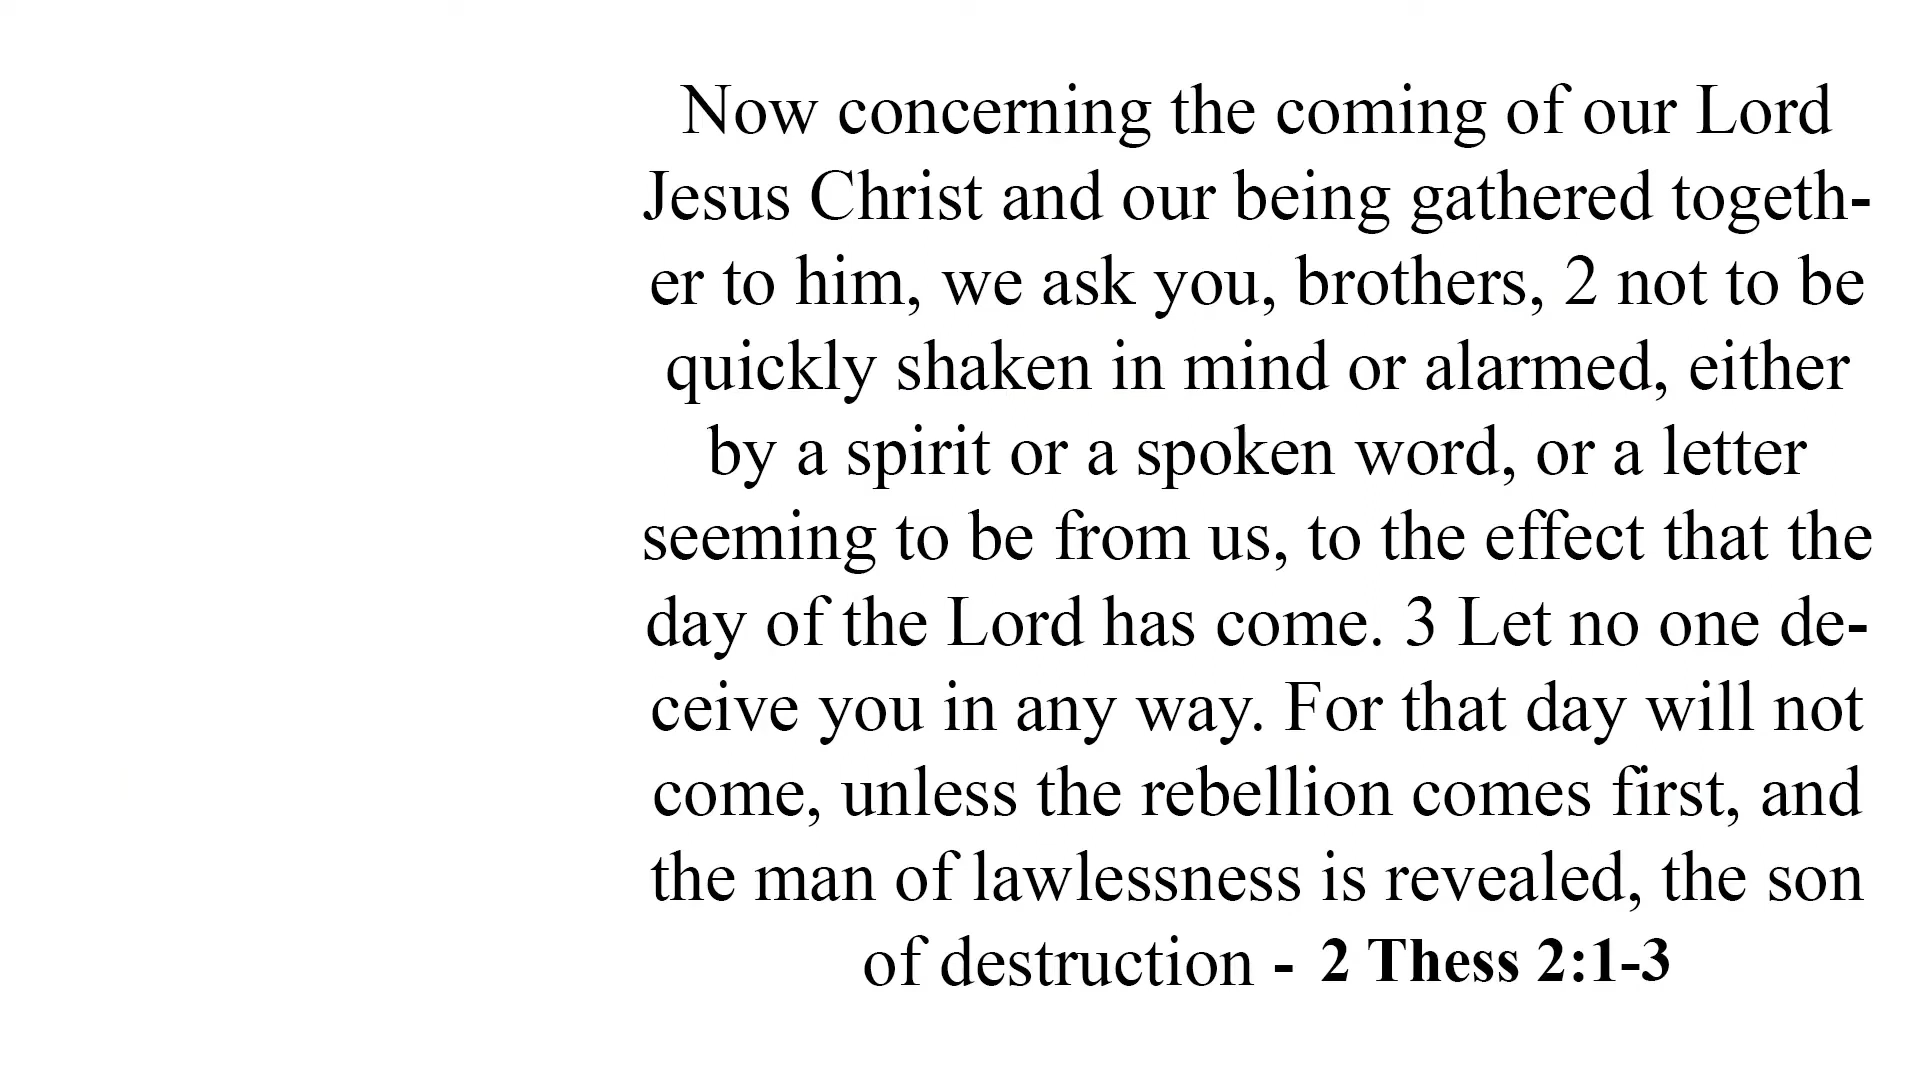 Now concerning the coming of our Lord
Jesus Christ and our being gathered togeth-
er to him, we ask you, brothers, 2 not to be
quickly shaken in mind or alarmed, either
by a spirit or a spoken word, or a letter
seeming to be from us, to the effect that the
day of the Lord has come. 3 Let no one de-
ceive you in any way. For that day will not
come, unless the rebellion comes first, and
the man of lawlessness is revealed, the son
of destruction - 2 Thess 2:1-3